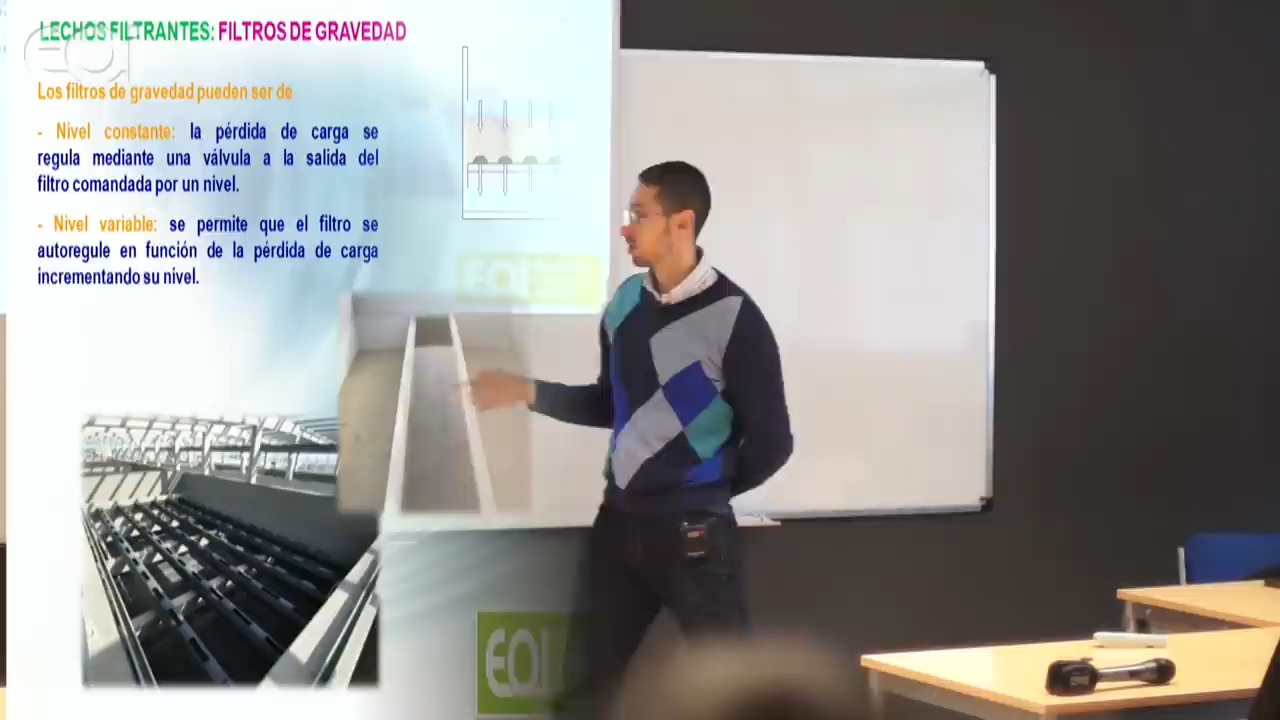 LECHOS FILTRANTES: FILTROS DE GRAVEDAD
EOI
Los filtros de gravedad pueden ser de
- Nivel constante: la pérdida de carga se
regula mediante una válvula a la salida del
filtro comandada por un nivel.
- Nivel variable: se permite que el filtro se
autoregule en función de la pérdida de carga
incrementando su nivel.
EOI
EOI